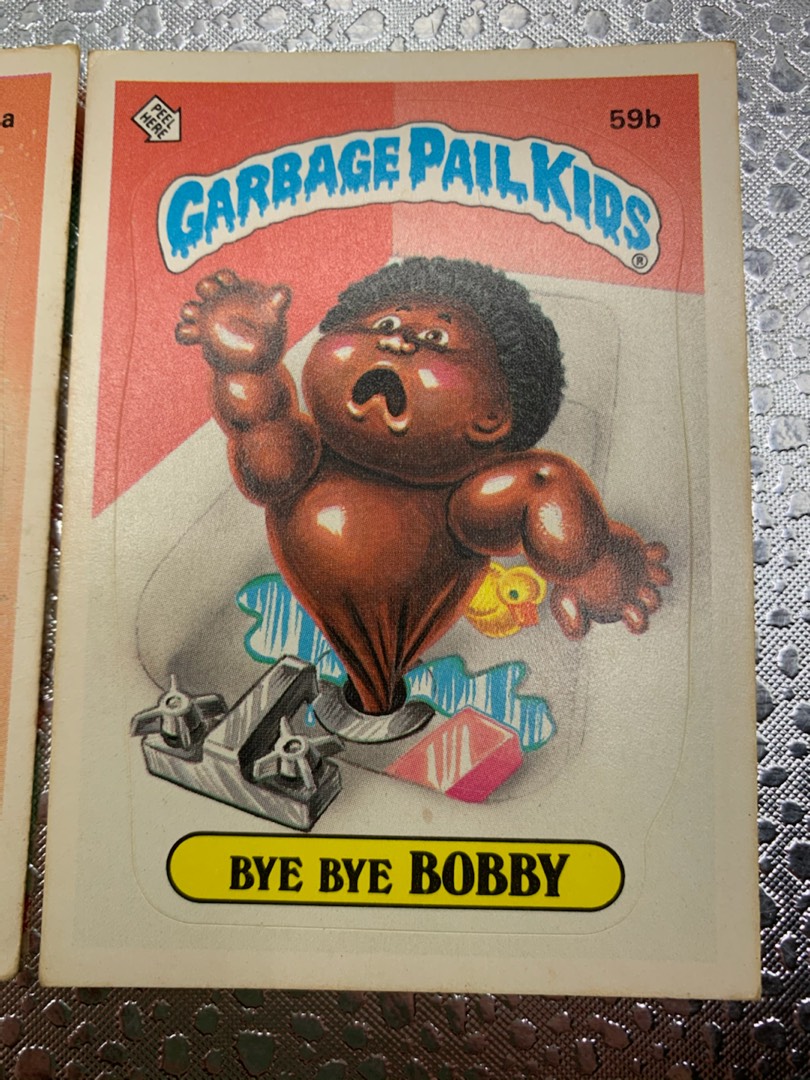 a
PEEL
HERE
59b
GARBAGE PAIL KIDS
®
BYE BYE BOBBY